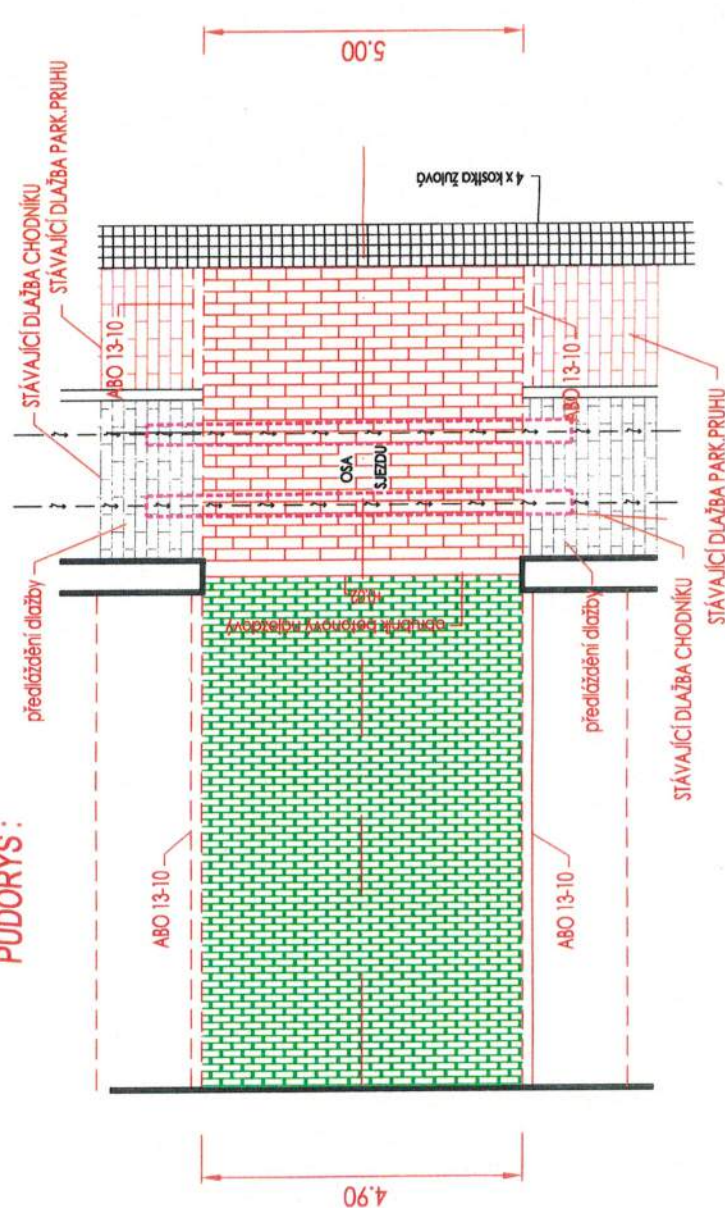 PŮDORYS :
předláždění dlažby
STÁVAJÍCÍ DLAŽBA CHODNÍKU
STÁVAJÍCÍ DLAŽBA PARK.PRUHU
ABO 13-10
ABO 13-10
4.90
5.00
OSA
SJEZDU
+0,02
obrubník betonový nájezdový
4 x kostka žulová
ABO 13-10
ABO 13-10
předláždění dlažby
STÁVAJÍCÍ DLAŽBA CHODNÍKU
STÁVAJÍCÍ DLAŽBA PARK.PRUHU